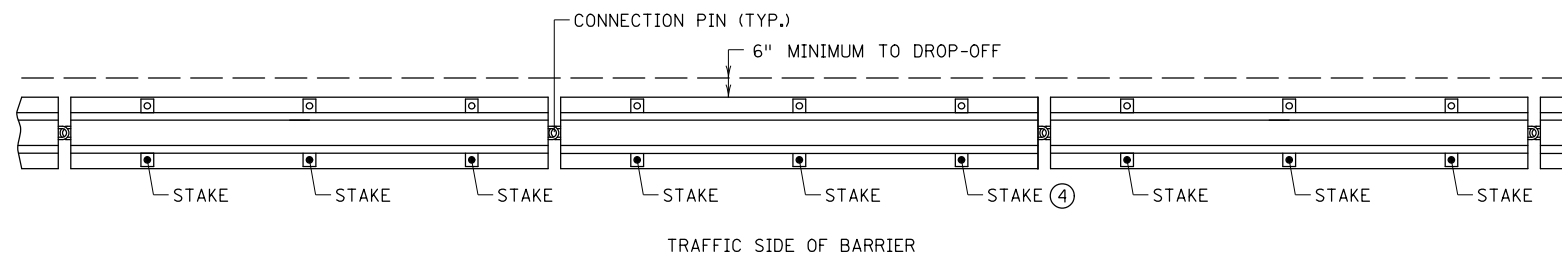 CONNECTION PIN (TYP.)
6" MINIMUM TO DROP-OFF
STAKE STAKE STAKE STAKE STAKE STAKE ④ STAKE STAKE STAKE
TRAFFIC SIDE OF BARRIER